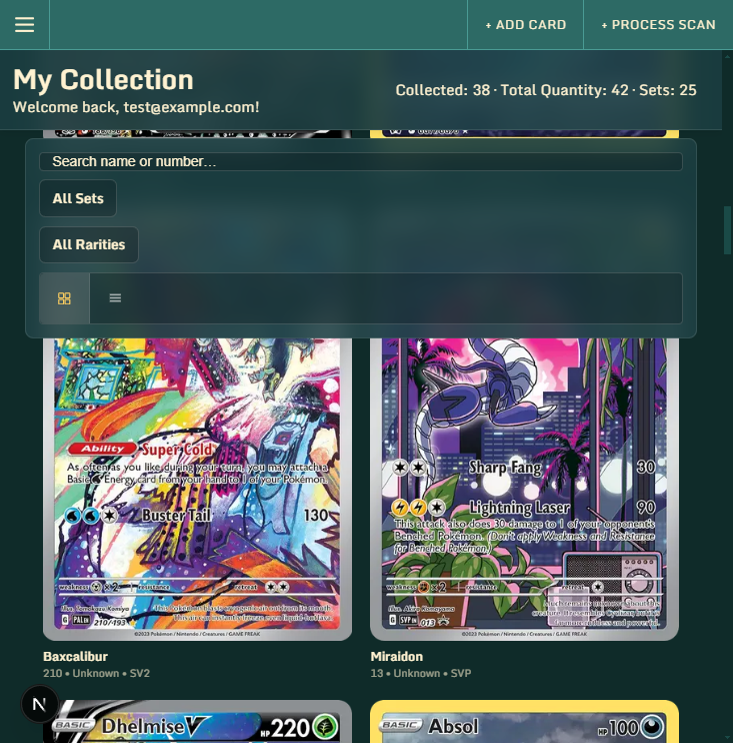 + ADD CARD
+ PROCESS SCAN
My Collection
Welcome back, test@example.com!
Collected: 38 · Total Quantity: 42 · Sets: 25
Search name or number...
All Sets
All Rarities
Ability Super Cold
As often as you like during your turn, you may attach a
Basic Energy card from your hand to 1 of your Pokémon.
Buster Tail 130
weakness ×2 resistance retreat
Illus.
G PAL EN 210/193
©2023 Pokémon / Nintendo / Creatures / GAME FREAK
Sharp Fang 30
Lightning Laser 90
This attack also does 30 damage to 1 of your opponent's
Benched Pokémon. (Don't apply Weakness and Resistance
for Benched Pokémon.)
weakness ×2 resistance retreat
Illus.
G SVP EN 013
©2023 Pokémon / Nintendo / Creatures / GAME FREAK
Baxcalibur
210 • Unknown • SV2
Miraidon
13 • Unknown • SVP
N
BASIC Dhelmise V HP 220
BASIC Absol HP 100